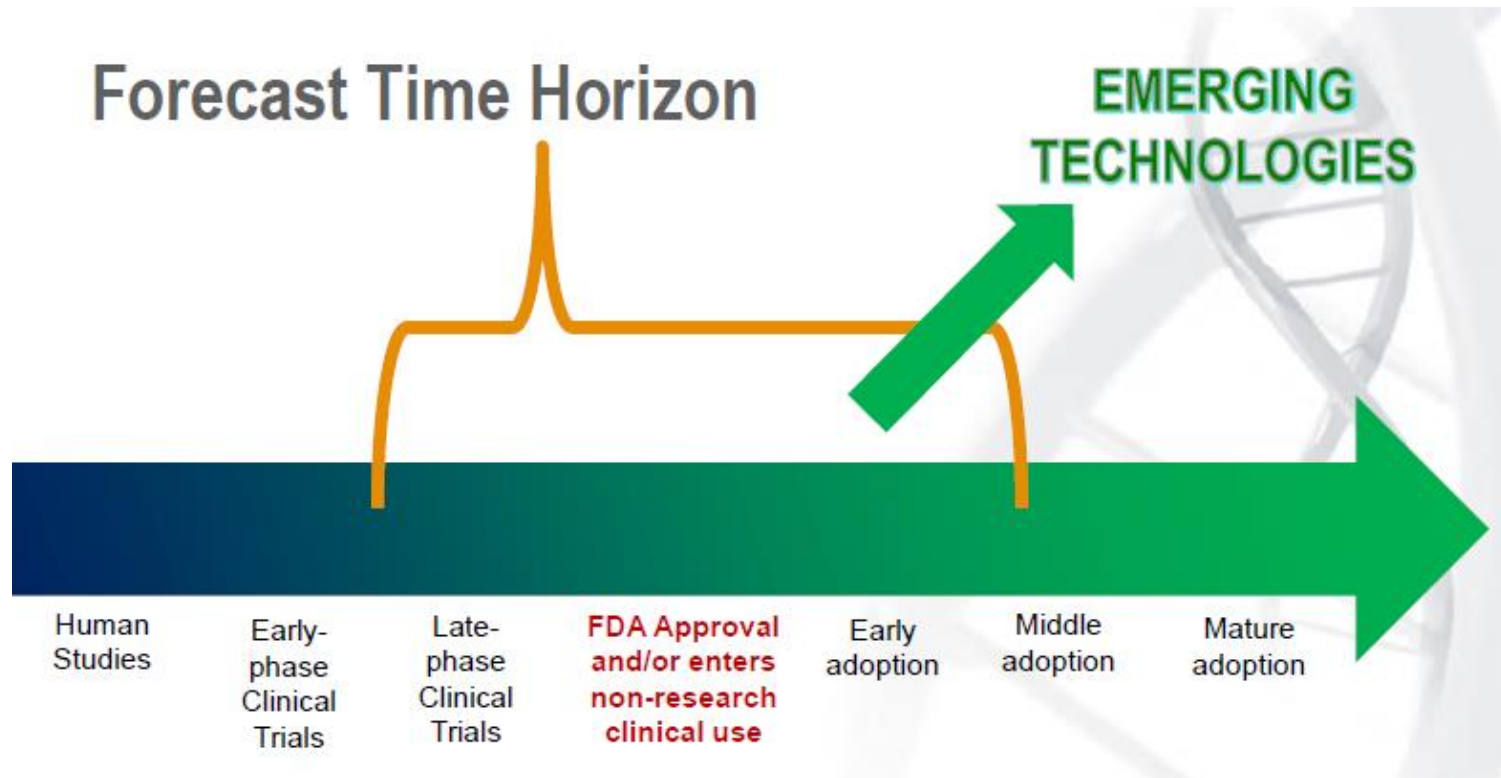 Forecast Time Horizon
EMERGING
TECHNOLOGIES
Human
Studies
Early-
phase
Clinical
Trials
Late-
phase
Clinical
Trials
FDA Approval
and/or enters
non-research
clinical use
Early
adoption
Middle
adoption
Mature
adoption